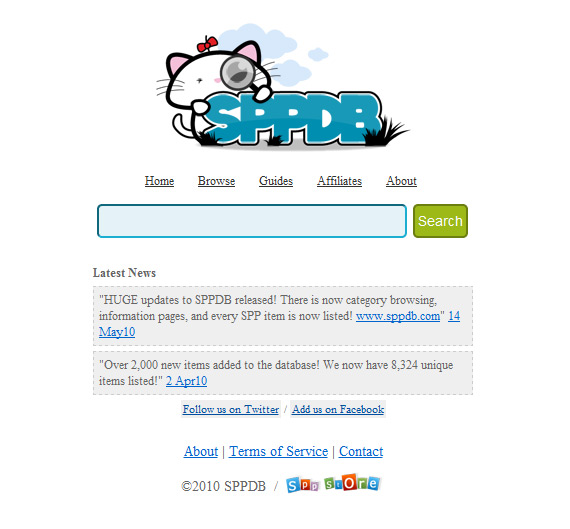 SPPDB
Home Browse Guides Affiliates About
Search
Latest News
"HUGE updates to SPPDB released! There is now category browsing,
information pages, and every SPP item is now listed! www.sppdb.com" 14
May10
"Over 2,000 new items added to the database! We now have 8,324 unique
items listed!" 2 Apr10
Follow us on Twitter / Add us on Facebook
About | Terms of Service | Contact
©2010 SPPDB / Spp Store